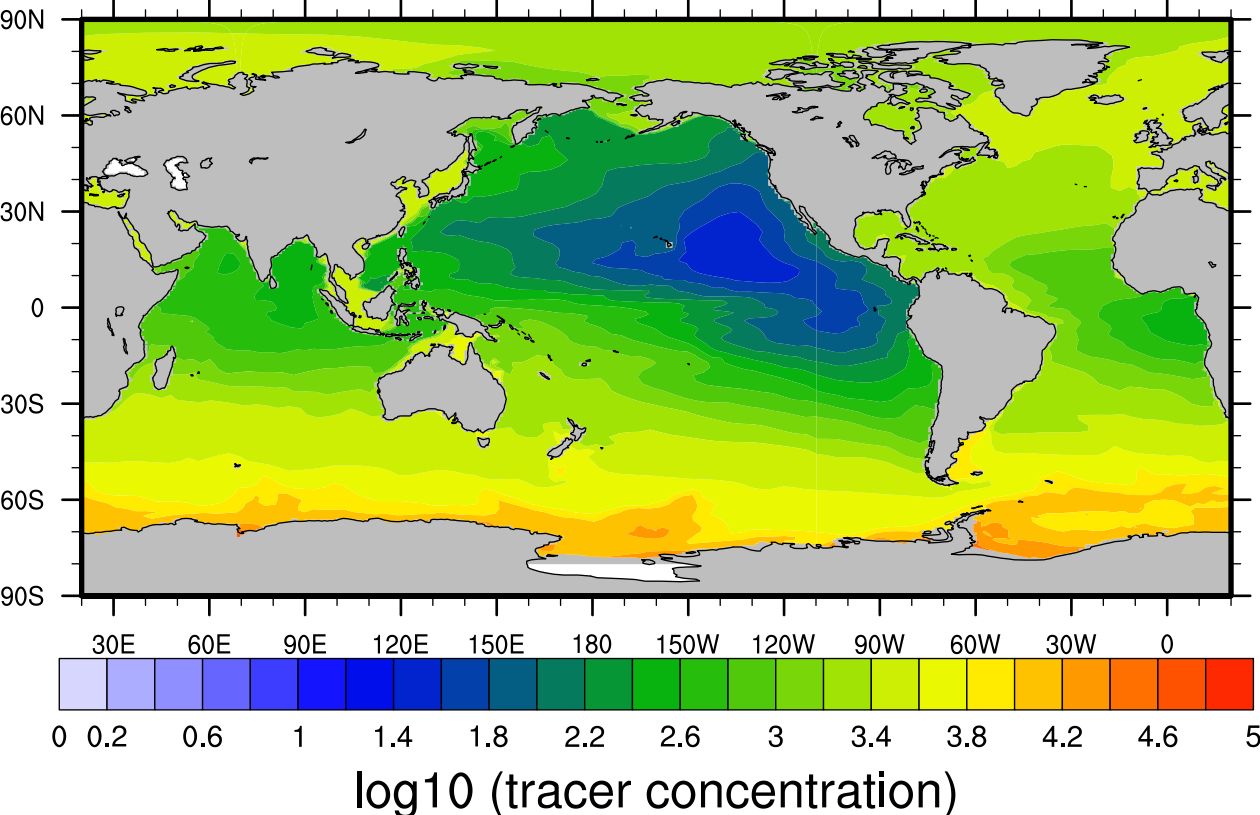 90N
60N
30N
0
30S
60S
90S
30E 60E 90E 120E 150E 180 150W 120W 90W 60W 30W 0
0 0.2 0.6 1 1.4 1.8 2.2 2.6 3 3.4 3.8 4.2 4.6 5
log10 (tracer concentration)